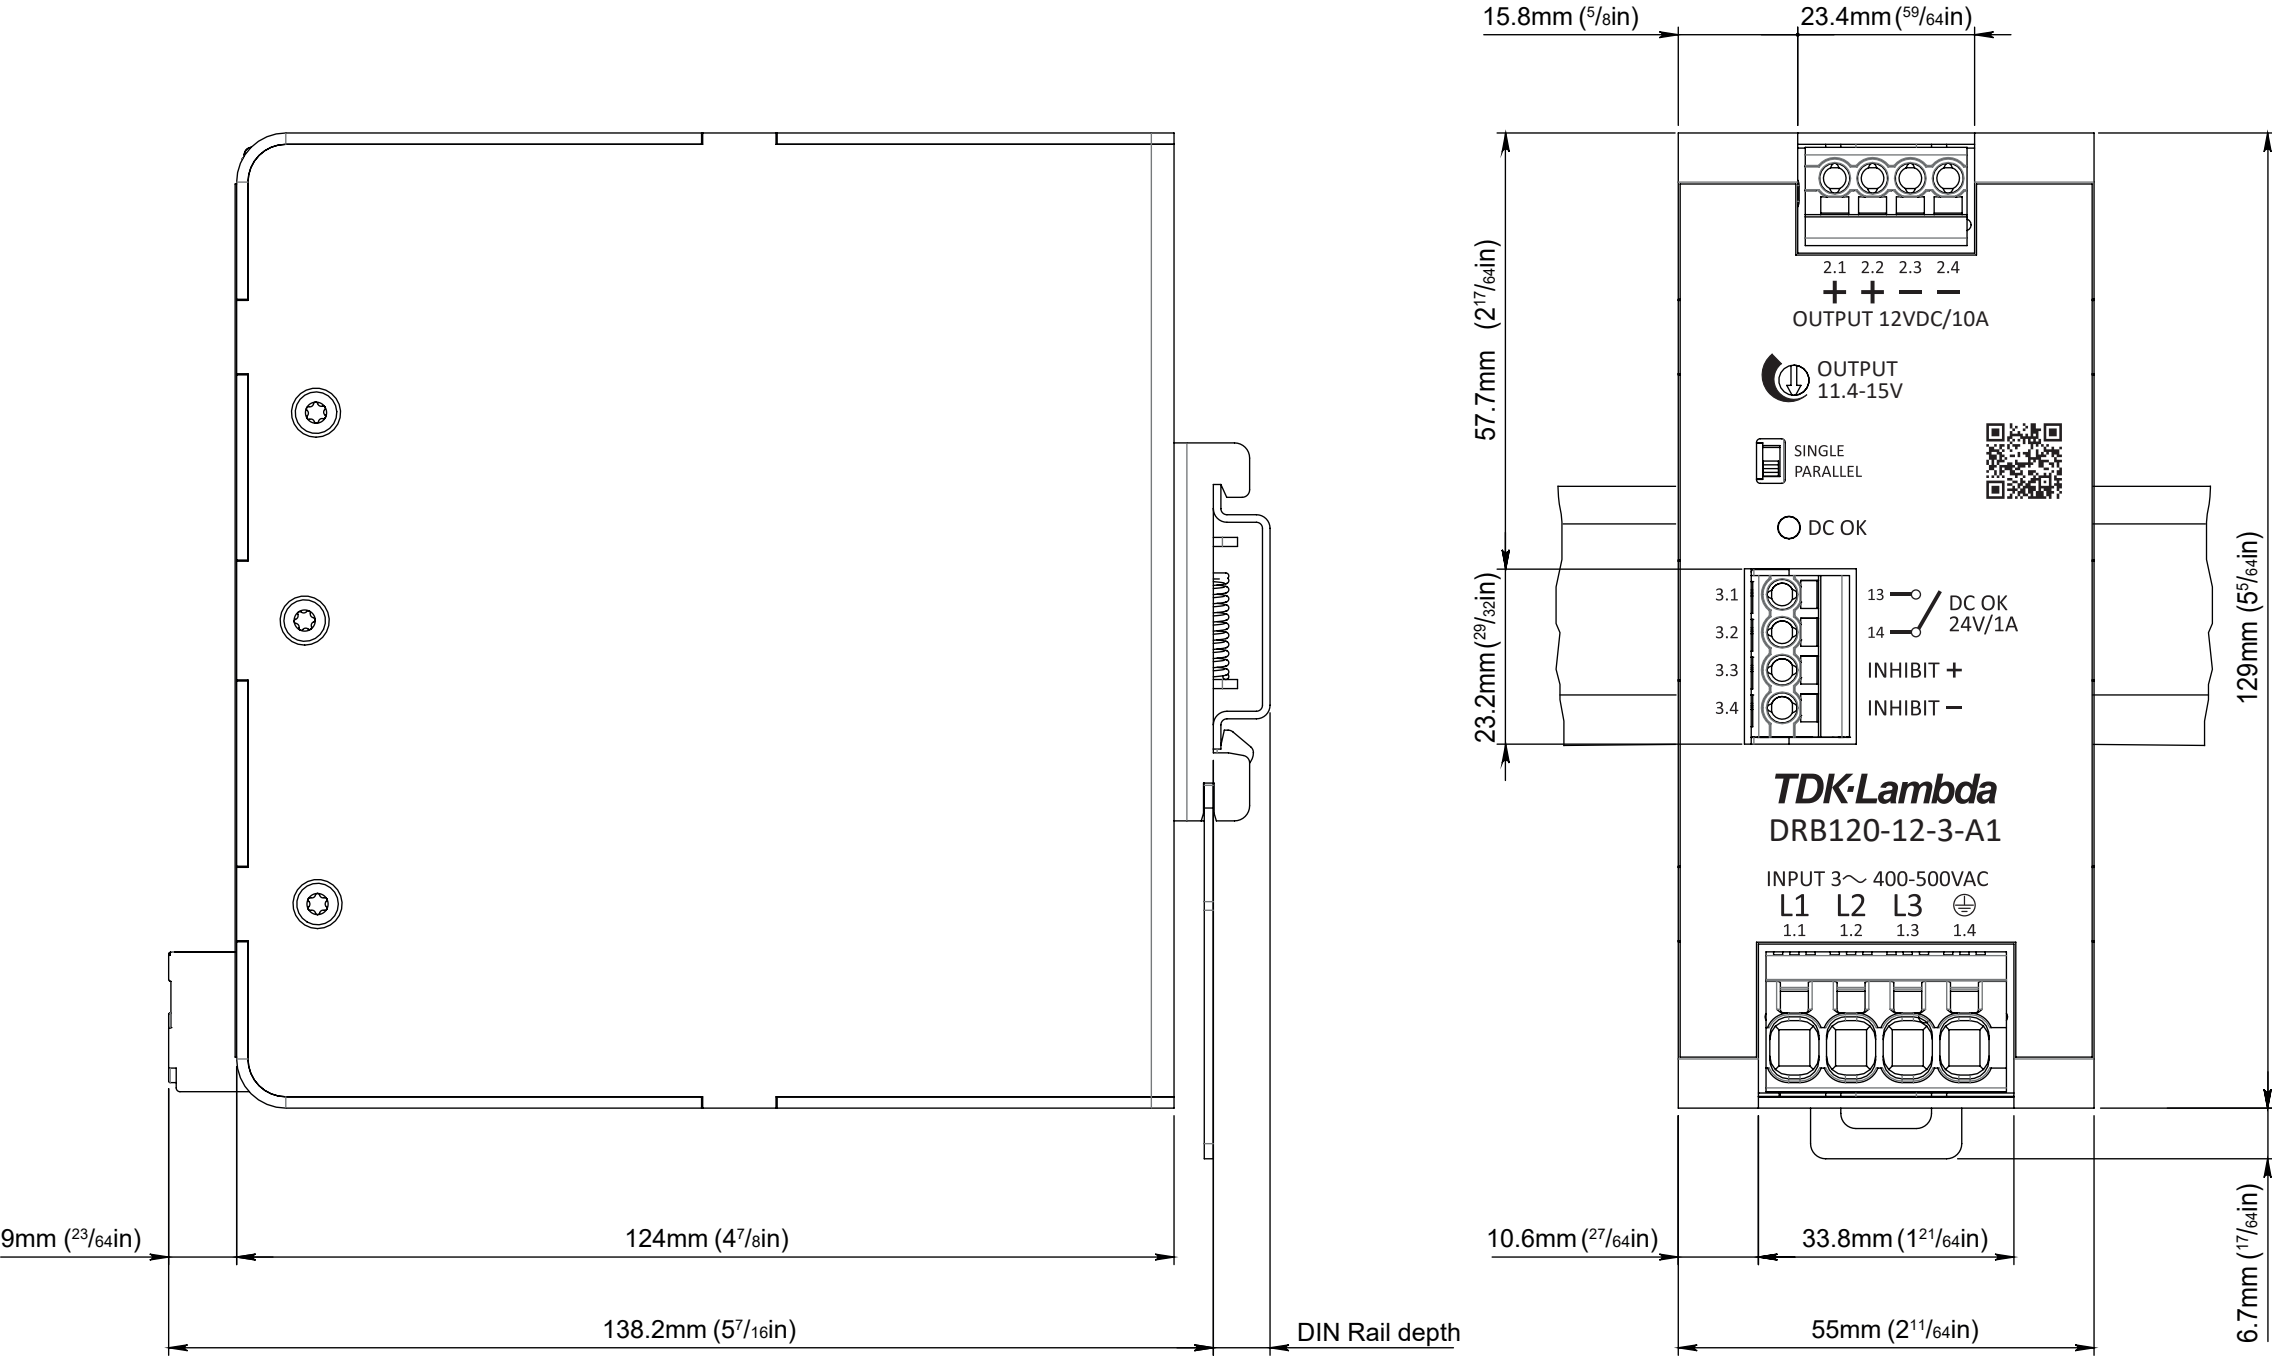 15.8mm (5/8in)
23.4mm (59/64in)
2.1 2.2 2.3 2.4
+ + − −
OUTPUT 12VDC/10A
OUTPUT
11.4-15V
SINGLE
PARALLEL
DC OK
57.7mm (2 17/64in)
23.2mm (29/32in)
3.1
3.2
3.3
3.4
13
14
DC OK
24V/1A
INHIBIT +
INHIBIT −
129mm (5 5/64in)
TDK·Lambda
DRB120-12-3-A1
INPUT 3~ 400-500VAC
L1 L2 L3 ⏚
1.1 1.2 1.3 1.4
9mm (23/64in)
124mm (4 7/8in)
10.6mm (27/64in)
33.8mm (1 21/64in)
6.7mm (17/64in)
138.2mm (5 7/16in)
DIN Rail depth
55mm (2 11/64in)